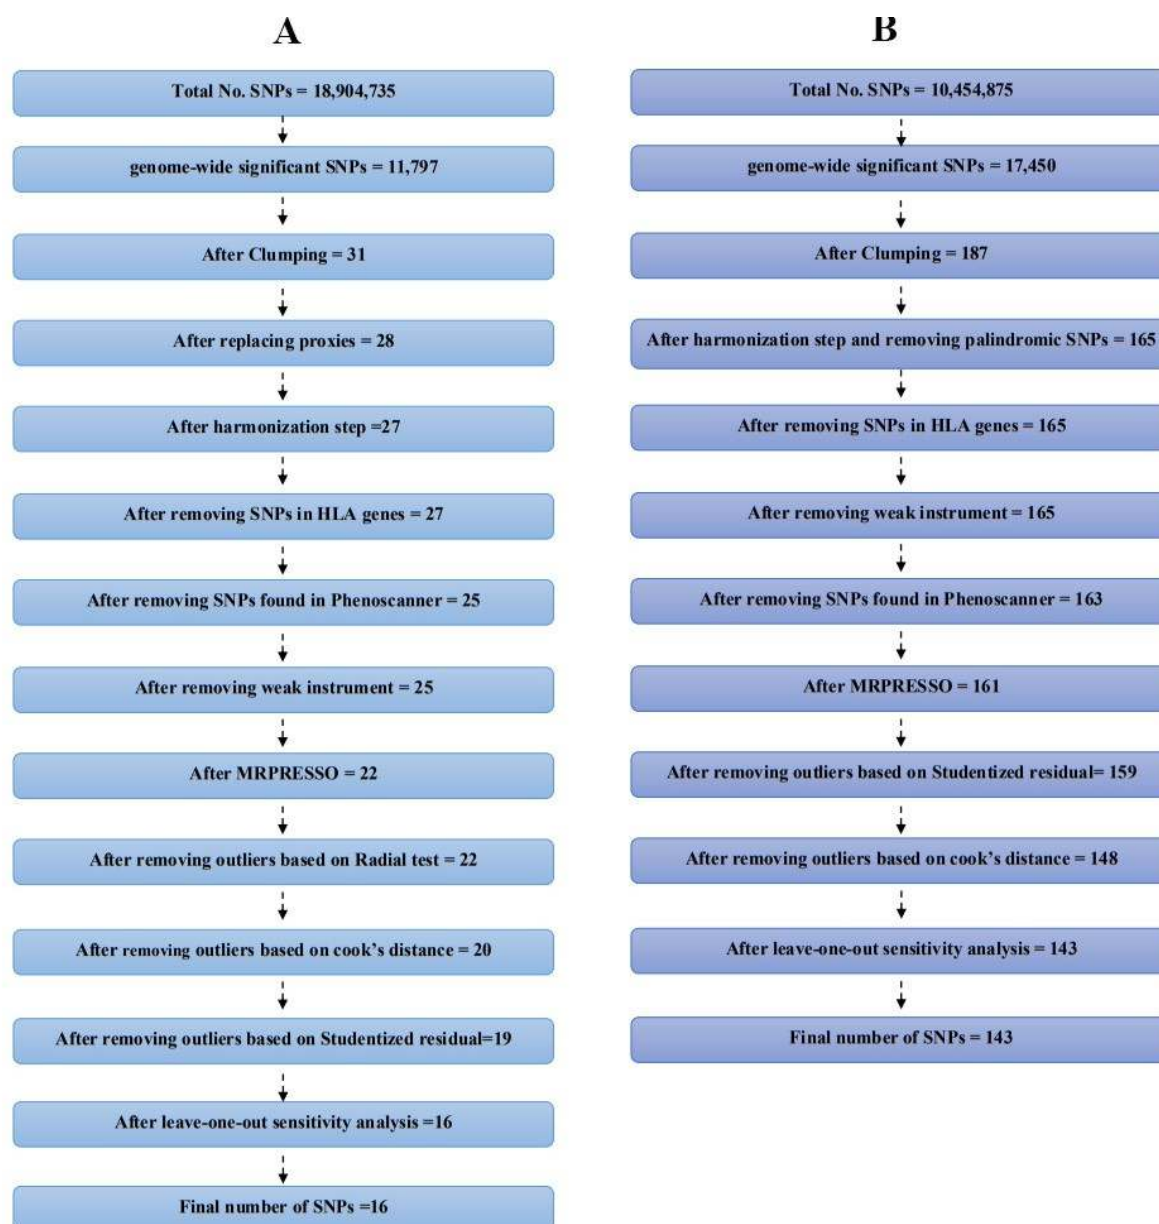 A
Total No. SNPs = 18,904,735
genome-wide significant SNPs = 11,797
After Clumping = 31
After replacing proxies = 28
After harmonization step =27
After removing SNPs in HLA genes = 27
After removing SNPs found in Phenoscanner = 25
After removing weak instrument = 25
After MRPRESSO = 22
After removing outliers based on Radial test = 22
After removing outliers based on cook's distance = 20
After removing outliers based on Studentized residual=19
After leave-one-out sensitivity analysis =16
Final number of SNPs =16
B
Total No. SNPs = 10,454,875
genome-wide significant SNPs = 17,450
After Clumping = 187
After harmonization step and removing palindromic SNPs = 165
After removing SNPs in HLA genes = 165
After removing weak instrument = 165
After removing SNPs found in Phenoscanner = 163
After MRPRESSO = 161
After removing outliers based on Studentized residual= 159
After removing outliers based on cook's distance = 148
After leave-one-out sensitivity analysis = 143
Final number of SNPs = 143